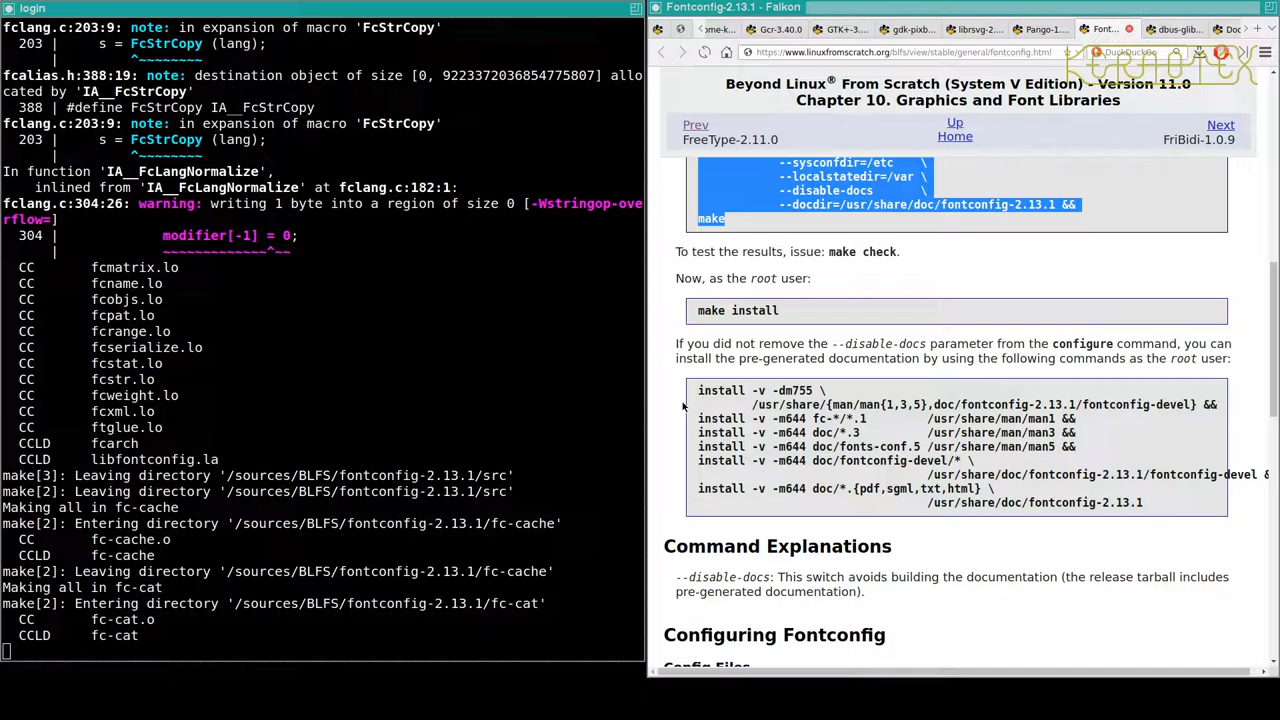 login
fclang.c:203:9: note: in expansion of macro 'FcStrCopy'
203 | s = FcStrCopy (lang);
| ^~~~~~~~~
fcalias.h:388:19: note: destination object of size [0, 9223372036854775807] allo
cated by 'IA__FcStrCopy'
388 | #define FcStrCopy IA__FcStrCopy
fclang.c:203:9: note: in expansion of macro 'FcStrCopy'
203 | s = FcStrCopy (lang);
| ^~~~~~~~~
In function 'IA__FcLangNormalize',
inlined from 'IA__FcLangNormalize' at fclang.c:182:1:
fclang.c:304:26: warning: writing 1 byte into a region of size 0 [-Wstringop-ove
rflow=]
304 | modifier[-1] = 0;
| ~~~~~~~~~~~~~^~~
CC fcmatrix.lo
CC fcname.lo
CC fcobjs.lo
CC fcpat.lo
CC fcrange.lo
CC fcserialize.lo
CC fcstat.lo
CC fcstr.lo
CC fcweight.lo
CC fcxml.lo
CC ftglue.lo
CCLD fcarch
CCLD libfontconfig.la
make[3]: Leaving directory '/sources/BLFS/fontconfig-2.13.1/src'
make[2]: Leaving directory '/sources/BLFS/fontconfig-2.13.1/src'
Making all in fc-cache
make[2]: Entering directory '/sources/BLFS/fontconfig-2.13.1/fc-cache'
CC fc-cache.o
CCLD fc-cache
make[2]: Leaving directory '/sources/BLFS/fontconfig-2.13.1/fc-cache'
Making all in fc-cat
make[2]: Entering directory '/sources/BLFS/fontconfig-2.13.1/fc-cat'
CC fc-cat.o
CCLD fc-cat
Fontconfig-2.13.1 - Falkon
ome-k... Gcr-3.40.0 GTK+-3.... gdk-pixb... librsvg-2.... Pango-1.... Font... dbus-glib... Doc
https://www.linuxfromscratch.org/blfs/view/stable/general/fontconfig.html DuckDuckGo
KERNOTEX
Beyond Linux® From Scratch (System V Edition) - Version 11.0
Chapter 10. Graphics and Font Libraries
Prev Up Next
FreeType-2.11.0 Home FriBidi-1.0.9
--sysconfdir=/etc \
--localstatedir=/var \
--disable-docs \
--docdir=/usr/share/doc/fontconfig-2.13.1 &&
make
To test the results, issue: make check.
Now, as the root user:
make install
If you did not remove the --disable-docs parameter from the configure command, you can
install the pre-generated documentation by using the following commands as the root user:
install -v -dm755 \
/usr/share/{man/man{1,3,5},doc/fontconfig-2.13.1/fontconfig-devel} &&
install -v -m644 fc-*/*.1 /usr/share/man/man1 &&
install -v -m644 doc/*.3 /usr/share/man/man3 &&
install -v -m644 doc/fonts-conf.5 /usr/share/man/man5 &&
install -v -m644 doc/fontconfig-devel/* \
/usr/share/doc/fontconfig-2.13.1/fontconfig-devel &
install -v -m644 doc/*.{pdf,sgml,txt,html} \
/usr/share/doc/fontconfig-2.13.1
Command Explanations
--disable-docs: This switch avoids building the documentation (the release tarball includes
pre-generated documentation).
Configuring Fontconfig
Config Files